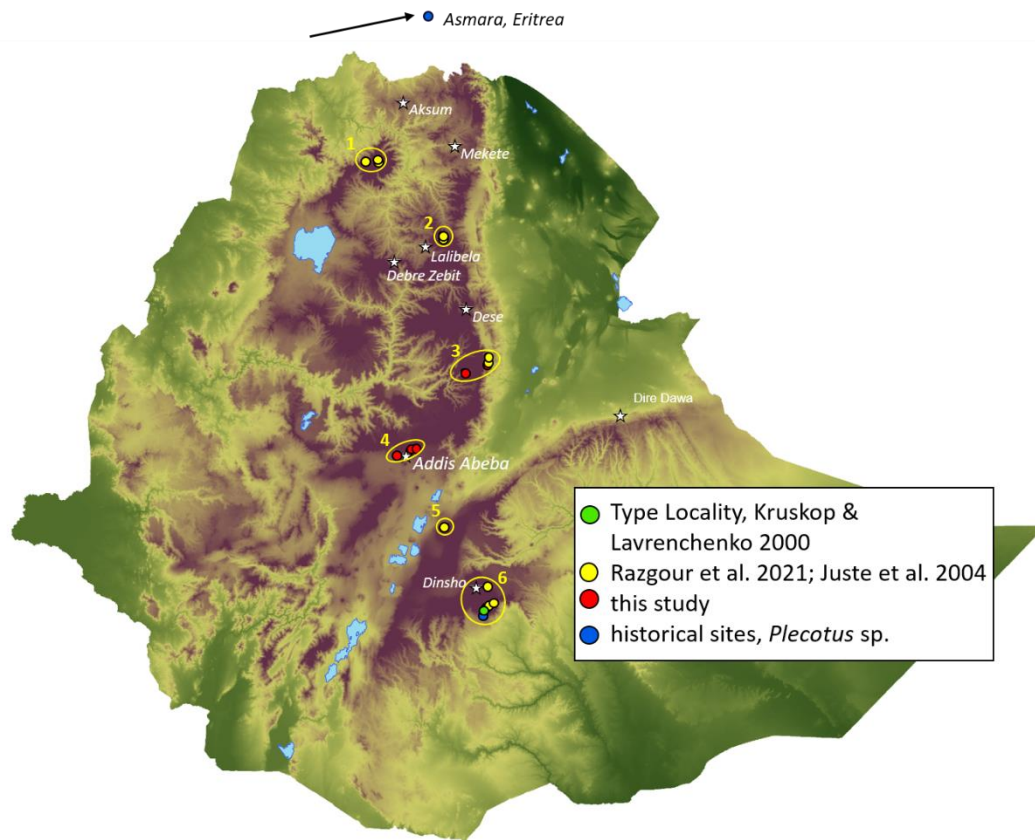 Asmara, Eritrea
Aksum
1
Mekete
2
Lalibela
Debre Zebit
Dese
3
Dire Dawa
4
Addis Abeba
5
Dinsho
6
Type Locality, Kruskop &
Lavrenchenko 2000
Razgour et al. 2021; Juste et al. 2004
this study
historical sites, Plecotus sp.